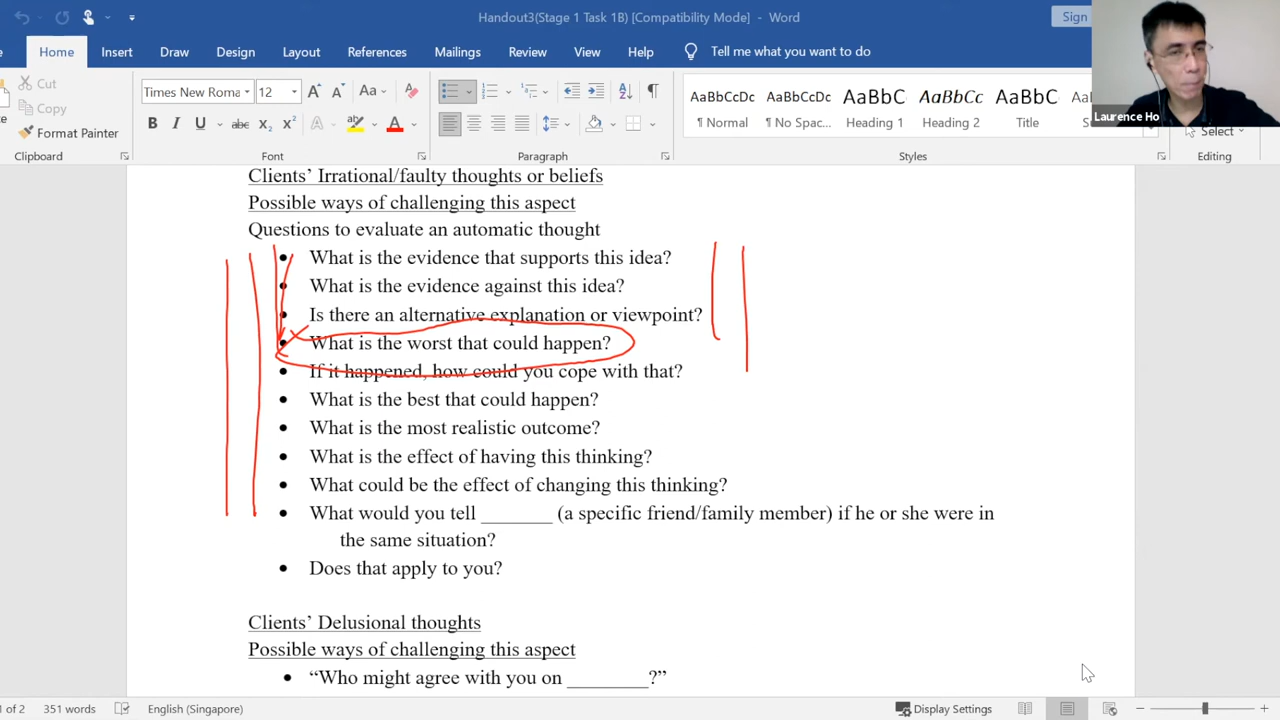 Handout3(Stage 1 Task 1B) [Compatibility Mode] - Word
Sign
Home Insert Draw Design Layout References Mailings Review View Help Tell me what you want to do
Cut
Copy
Format Painter
Clipboard
Times New Roma 12 A A Aa A
B I U abc x₂ x² A A
Font
Paragraph
AaBbCcDc AaBbCcDc AaBbC AaBbCc AaBbC
¶ Normal ¶ No Spac... Heading 1 Heading 2 Title
Styles
Laurence Ho
Select
Editing
Clients’ Irrational/faulty thoughts or beliefs
Possible ways of challenging this aspect
Questions to evaluate an automatic thought
• What is the evidence that supports this idea?
• What is the evidence against this idea?
• Is there an alternative explanation or viewpoint?
• What is the worst that could happen?
• If it happened, how could you cope with that?
• What is the best that could happen?
• What is the most realistic outcome?
• What is the effect of having this thinking?
• What could be the effect of changing this thinking?
• What would you tell _______ (a specific friend/family member) if he or she were in
the same situation?
• Does that apply to you?
Clients’ Delusional thoughts
Possible ways of challenging this aspect
• “Who might agree with you on ________?”
1 of 2 351 words English (Singapore) Display Settings